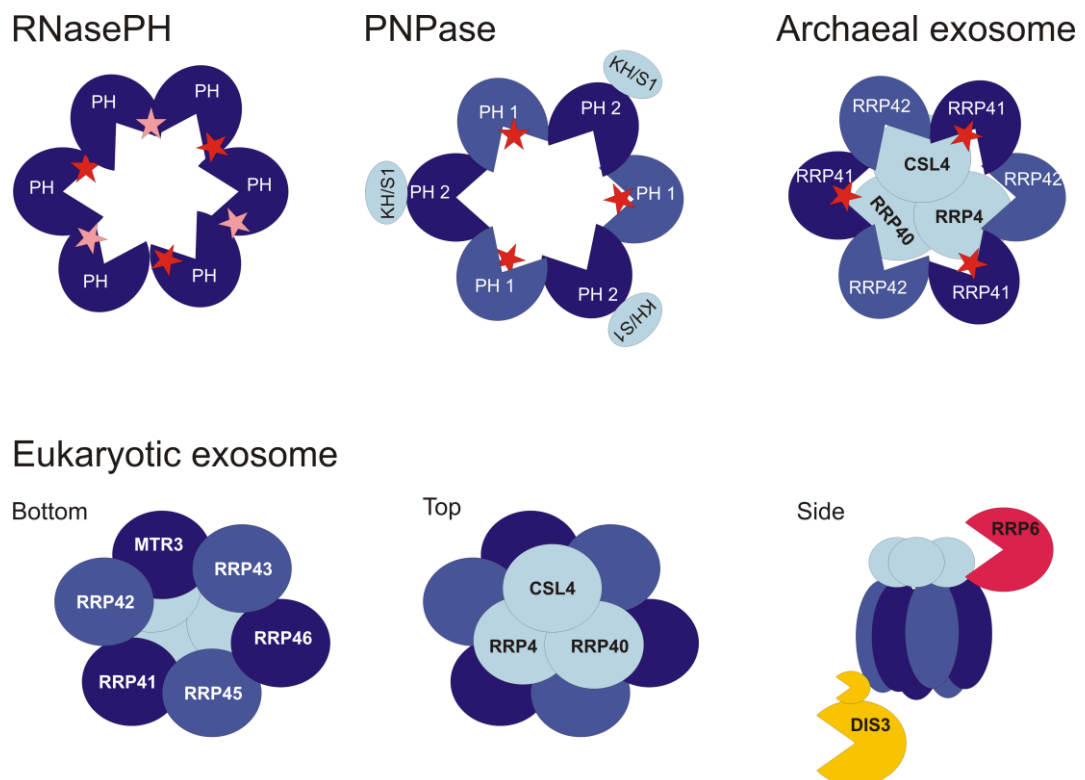 RNasePH
PH
PH
PH
PH
PH
PH
PNPase
KH/S1
PH 1
PH 2
KH/S1
PH 2
PH 1
PH 1
PH 2
KH/S1
Archaeal exosome
RRP42
RRP41
CSL4
RRP41
RRP42
RRP40
RRP4
RRP42
RRP41
Eukaryotic exosome
Bottom
MTR3
RRP43
RRP42
RRP46
RRP41
RRP45
Top
CSL4
RRP4
RRP40
Side
RRP6
DIS3